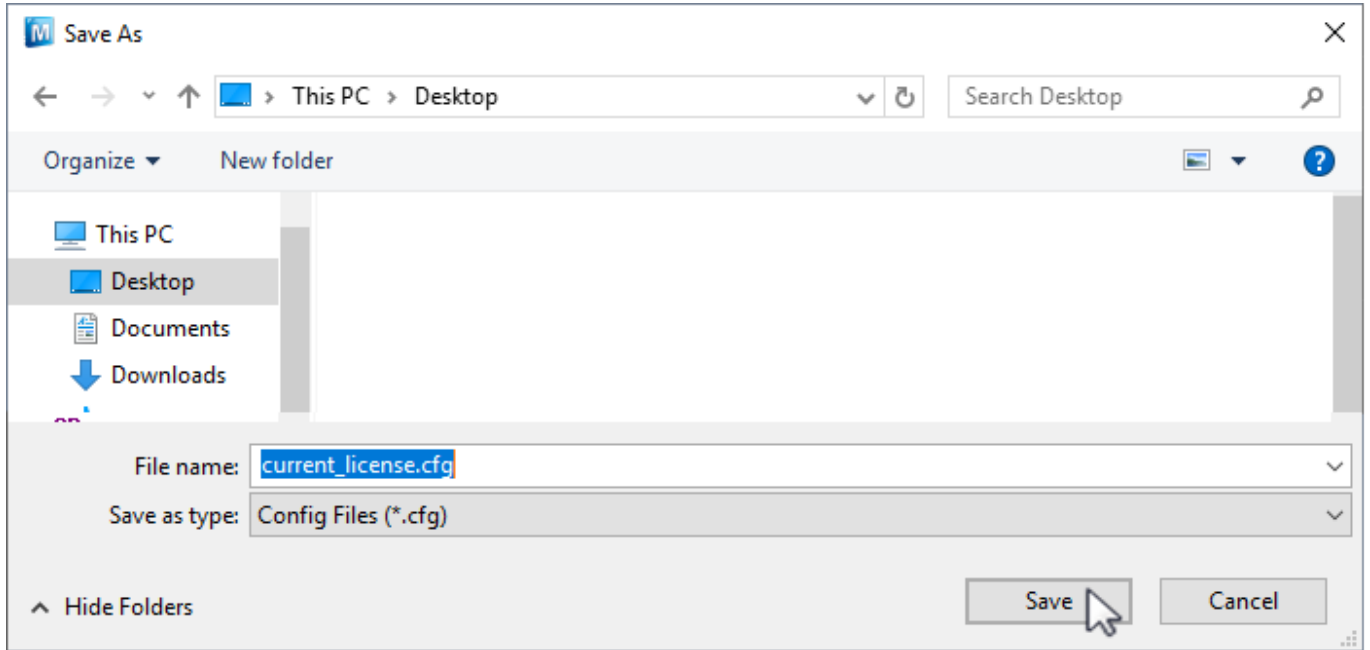 Save As
This PC > Desktop
Search Desktop
Organize
New folder
?
This PC
Desktop
Documents
Downloads
File name: current_license.cfg
Save as type: Config Files (*.cfg)
Hide Folders
Save
Cancel